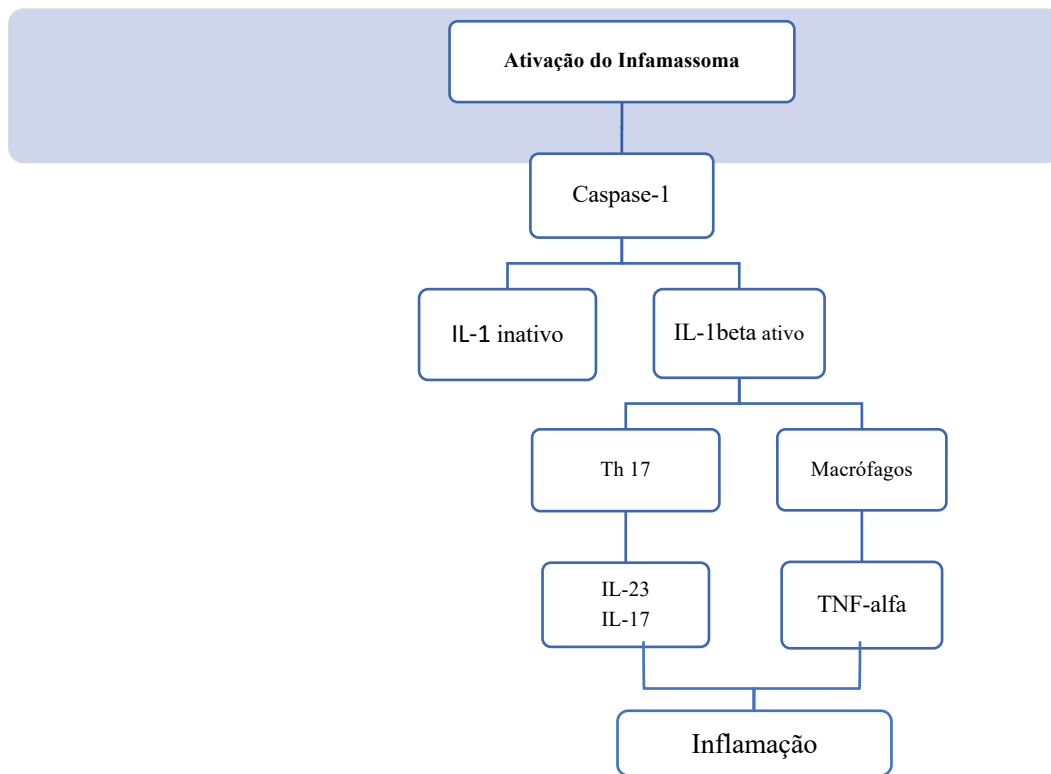 Ativação do Infamassoma
Caspase-1
IL-1 inativo
IL-1beta ativo
Th 17
Macrófagos
IL-23
IL-17
TNF-alfa
Inflamação